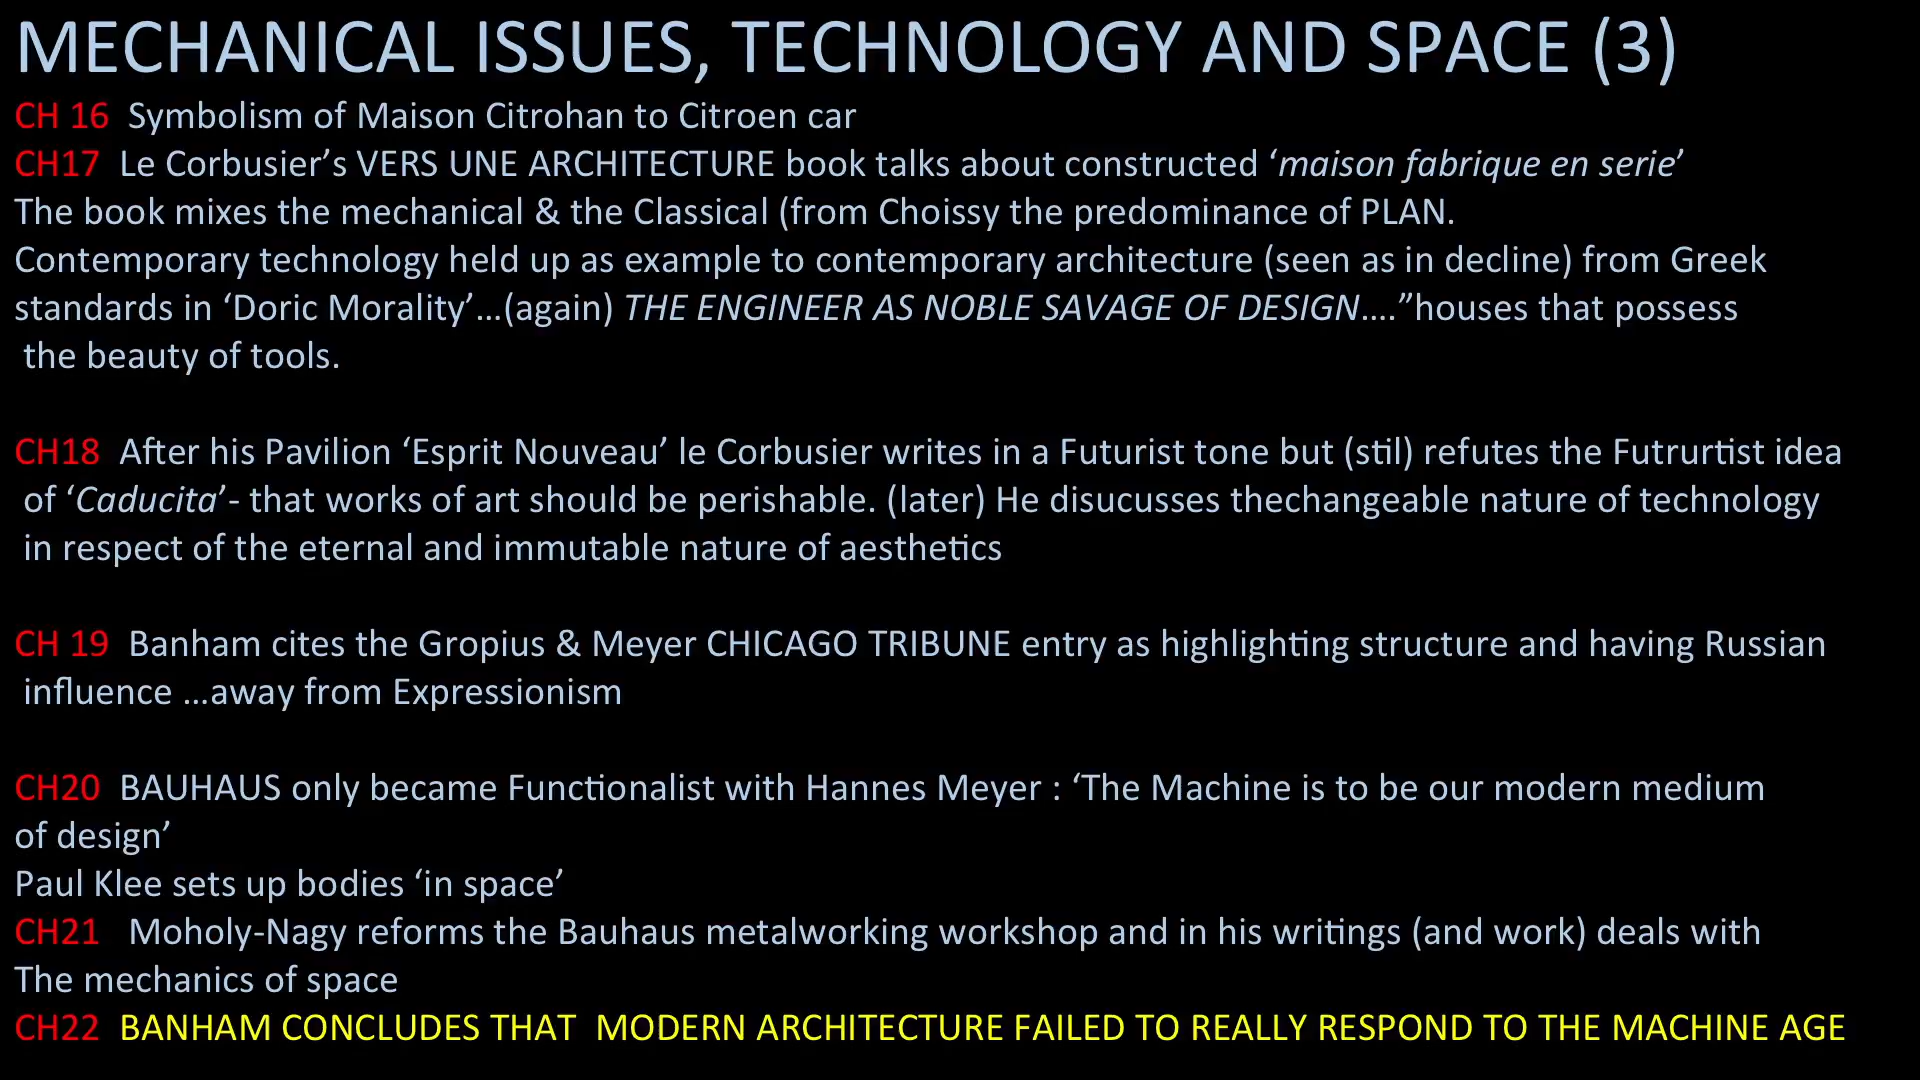 MECHANICAL ISSUES, TECHNOLOGY AND SPACE (3)
CH 16  Symbolism of Maison Citrohan to Citroen car
CH17  Le Corbusier’s VERS UNE ARCHITECTURE book talks about constructed ‘maison fabrique en serie’
The book mixes the mechanical & the Classical (from Choissy the predominance of PLAN.
Contemporary technology held up as example to contemporary architecture (seen as in decline) from Greek
standards in ‘Doric Morality’…(again) THE ENGINEER AS NOBLE SAVAGE OF DESIGN….”houses that possess
the beauty of tools.
CH18  After his Pavilion ‘Esprit Nouveau’ le Corbusier writes in a Futurist tone but (stil) refutes the Futrurtist idea
of ‘Caducita’- that works of art should be perishable. (later) He disucusses thechangeable nature of technology
in respect of the eternal and immutable nature of aesthetics
CH 19  Banham cites the Gropius & Meyer CHICAGO TRIBUNE entry as highlighting structure and having Russian
influence …away from Expressionism
CH20  BAUHAUS only became Functionalist with Hannes Meyer : ‘The Machine is to be our modern medium
of design’
Paul Klee sets up bodies ‘in space’
CH21   Moholy-Nagy reforms the Bauhaus metalworking workshop and in his writings (and work) deals with
The mechanics of space
CH22  BANHAM CONCLUDES THAT  MODERN ARCHITECTURE FAILED TO REALLY RESPOND TO THE MACHINE AGE